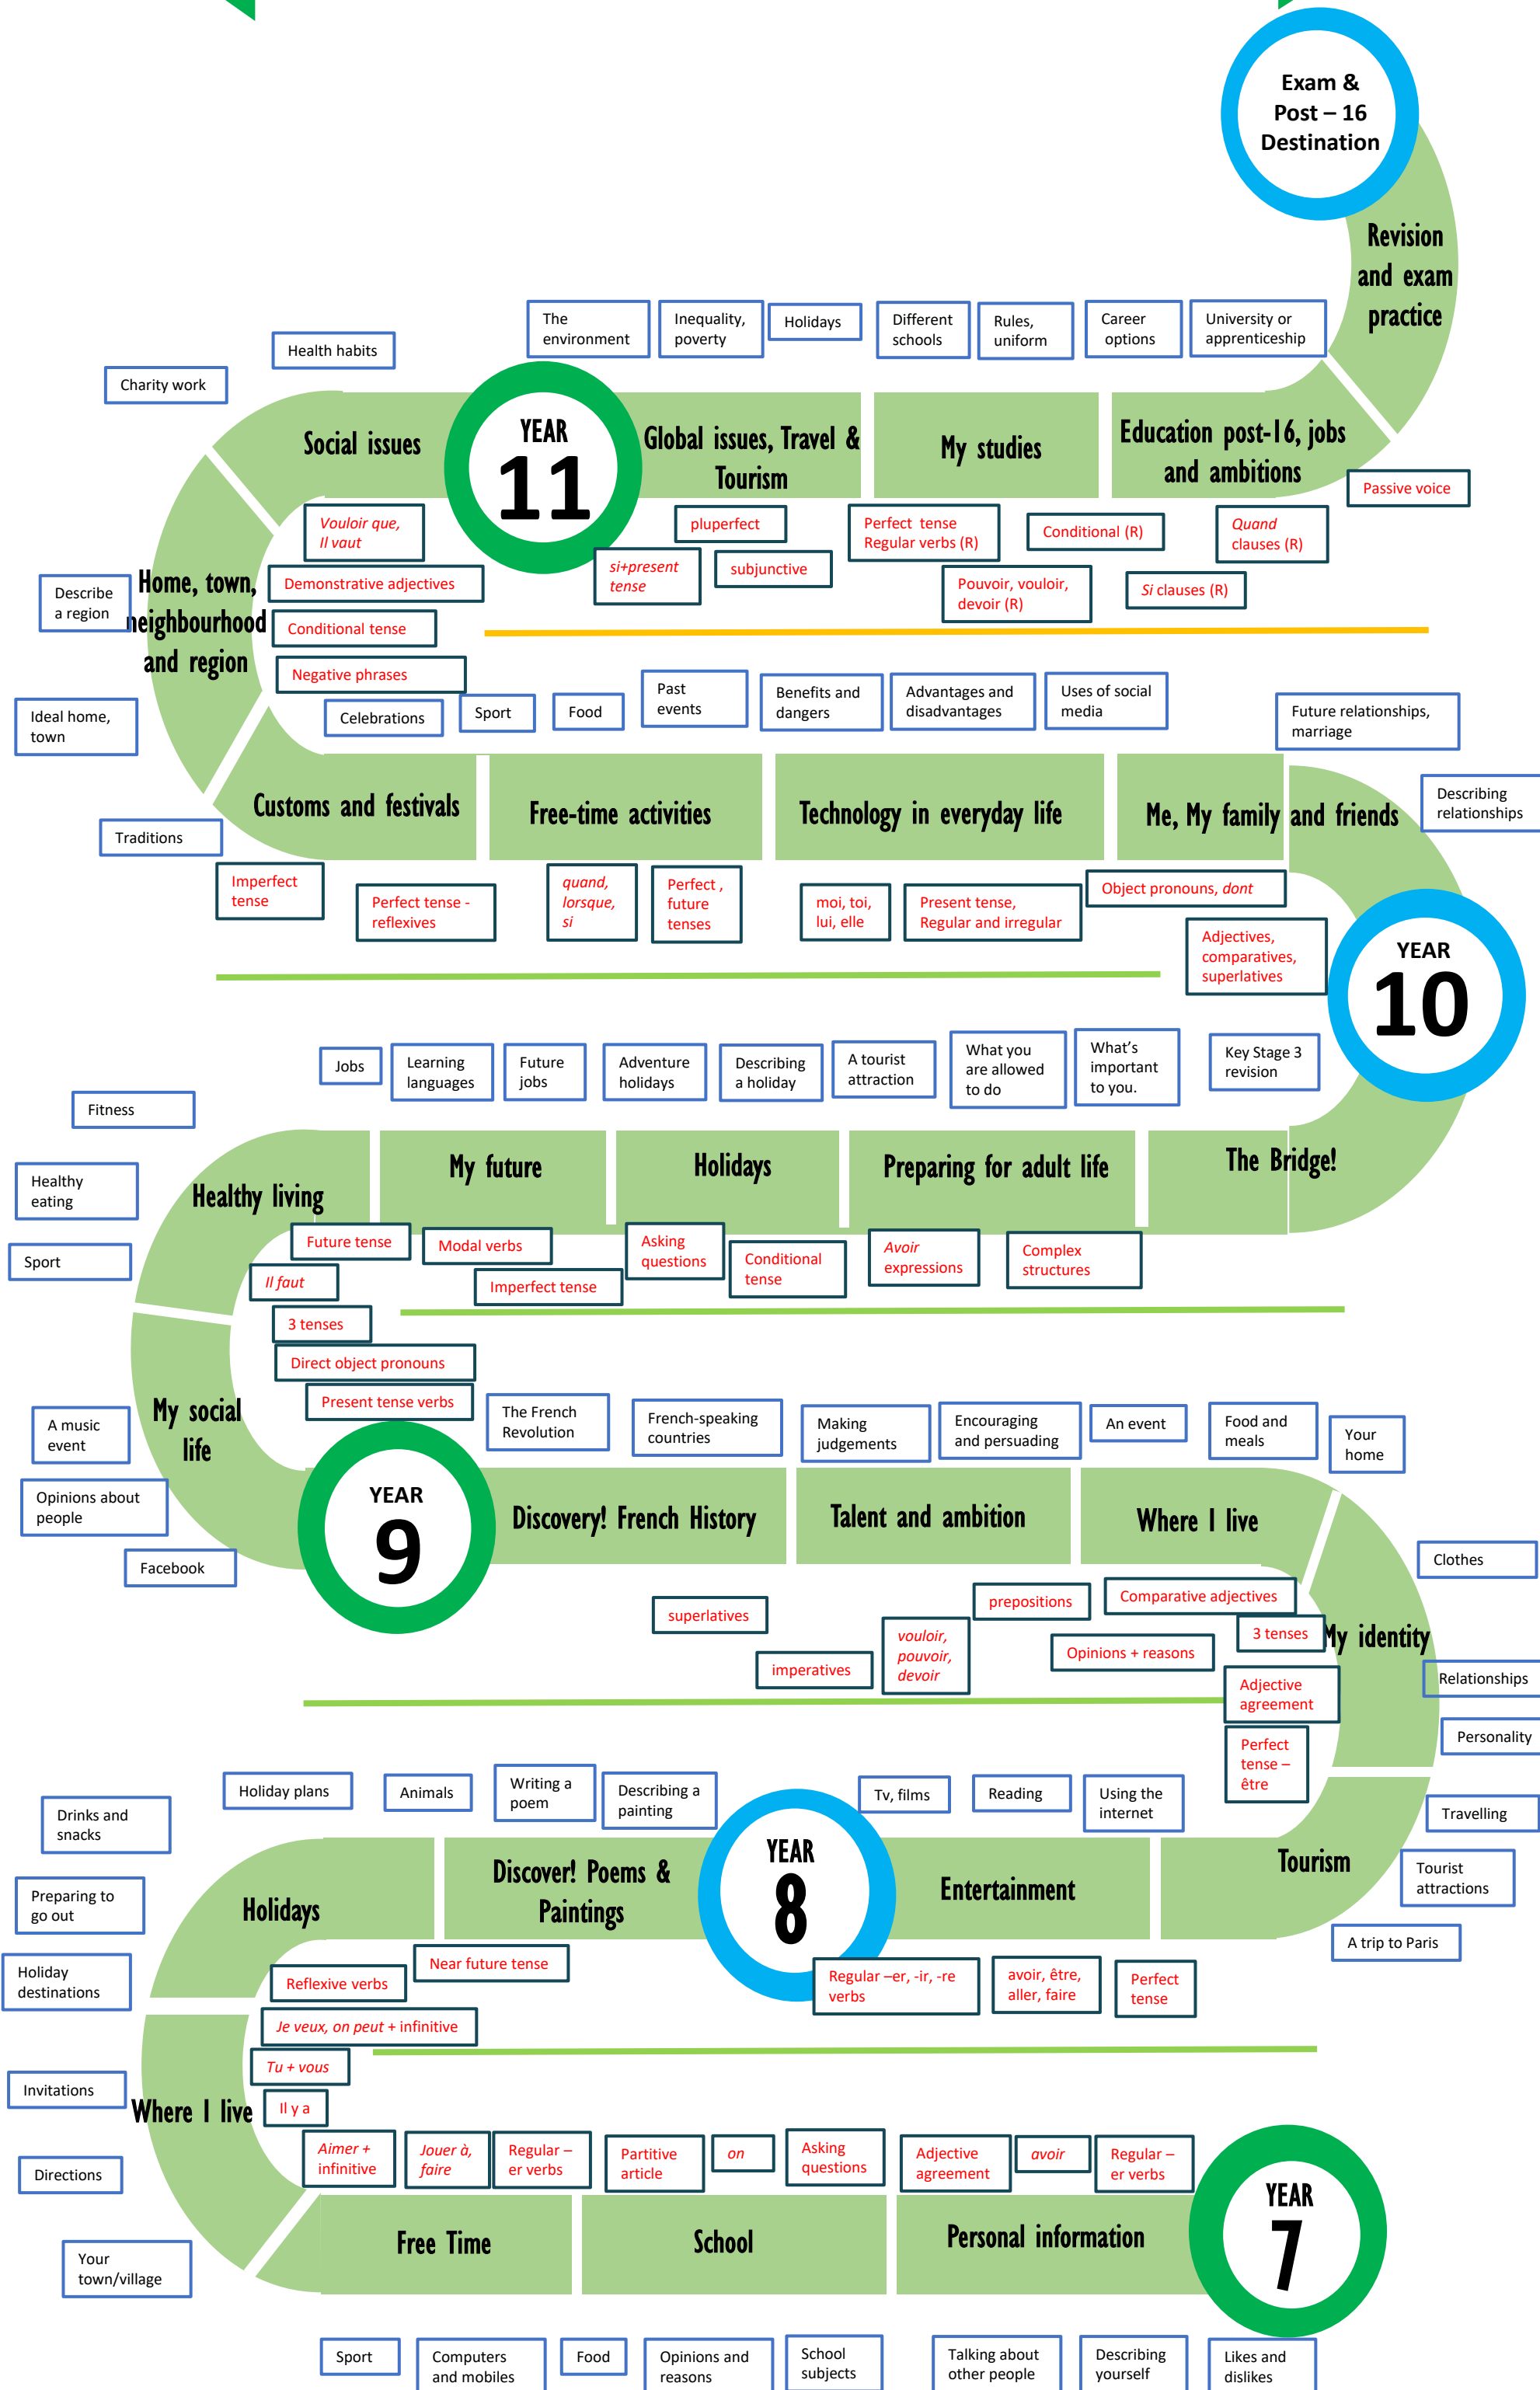 Exam &
Post – 16
Destination
Revision
and exam
practice
The
environment
Inequality,
poverty
Holidays
Different
schools
Rules,
uniform
Career
options
University or
apprenticeship
Health habits
Charity work
Social issues
YEAR
11
Global issues, Travel &
Tourism
My studies
Education post-16, jobs
and ambitions
Passive voice
Vouloir que,
Il vaut
pluperfect
Perfect tense
Regular verbs (R)
Conditional (R)
Quand
clauses (R)
si+present
tense
subjunctive
Pouvoir, vouloir,
devoir (R)
Si clauses (R)
Demonstrative adjectives
Conditional tense
Negative phrases
Describe
a region
Home, town,
neighbourhood
and region
Ideal home,
town
Celebrations
Sport
Food
Past
events
Benefits and
dangers
Advantages and
disadvantages
Uses of social
media
Future relationships,
marriage
Describing
relationships
Traditions
Customs and festivals
Free-time activities
Technology in everyday life
Me, My family and friends
Imperfect
tense
Perfect tense -
reflexives
quand,
lorsque,
si
Perfect ,
future
tenses
moi, toi,
lui, elle
Present tense,
Regular and irregular
Object pronouns, dont
Adjectives,
comparatives,
superlatives
YEAR
10
Jobs
Learning
languages
Future
jobs
Adventure
holidays
Describing
a holiday
A tourist
attraction
What you
are allowed
to do
What's
important
to you.
Key Stage 3
revision
Fitness
Healthy
eating
Sport
Healthy living
My future
Holidays
Preparing for adult life
The Bridge!
Future tense
Modal verbs
Imperfect tense
Asking
questions
Conditional
tense
Avoir
expressions
Complex
structures
Il faut
3 tenses
Direct object pronouns
Present tense verbs
My social
life
A music
event
Opinions about
people
Facebook
The French
Revolution
French-speaking
countries
Making
judgements
Encouraging
and persuading
An event
Food and
meals
Your
home
YEAR
9
Discovery! French History
Talent and ambition
Where I live
Clothes
superlatives
imperatives
vouloir,
pouvoir,
devoir
prepositions
Comparative adjectives
Opinions + reasons
3 tenses
My identity
Adjective
agreement
Perfect
tense –
être
Relationships
Personality
Travelling
Tourist
attractions
A trip to Paris
Holiday plans
Animals
Writing a
poem
Describing a
painting
Tv, films
Reading
Using the
internet
Drinks and
snacks
Preparing to
go out
Holiday
destinations
Holidays
Discover! Poems &
Paintings
YEAR
8
Entertainment
Tourism
Near future tense
Reflexive verbs
Regular –er, -ir, -re
verbs
avoir, être,
aller, faire
Perfect
tense
Je veux, on peut + infinitive
Tu + vous
Il y a
Invitations
Where I live
Directions
Your
town/village
Aimer +
infinitive
Jouer à,
faire
Regular –
er verbs
Partitive
article
on
Asking
questions
Adjective
agreement
avoir
Regular –
er verbs
Free Time
School
Personal information
YEAR
7
Sport
Computers
and mobiles
Food
Opinions and
reasons
School
subjects
Talking about
other people
Describing
yourself
Likes and
dislikes